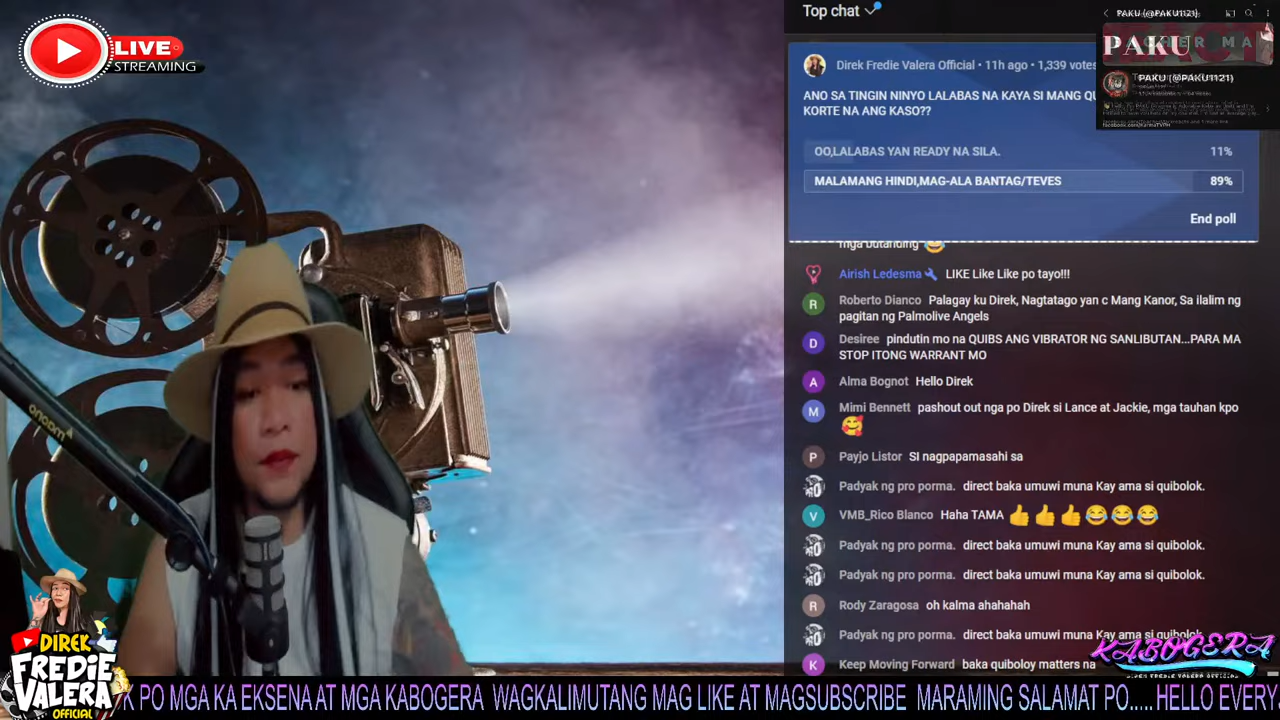 LIVE
STREAMING
Top chat
PAKU (@PAKU1121)
PAKU
PAKU (@PAKU1121)
Direk Fredie Valera Official • 11h ago • 1,339 votes
ANO SA TINGIN NINYO LALABAS NA KAYA SI MANG QU
KORTE NA ANG KASO??
OO,LALABAS YAN READY NA SILA. 11%
MALAMANG HINDI,MAG-ALA BANTAG/TEVES 89%
End poll
mga butanding 😂
Airish Ledesma LIKE Like Like po tayo!!!
R Roberto Dianco Palagay ku Direk, Nagtatago yan c Mang Kanor, Sa ilalim ng
pagitan ng Palmolive Angels
D Desiree pindutin mo na QUIBS ANG VIBRATOR NG SANLIBUTAN...PARA MA
STOP ITONG WARRANT MO
A Alma Bognot Hello Direk
M Mimi Bennett pashout out nga po Direk si Lance at Jackie, mga tauhan kpo
🥰
P Payjo Listor SI nagpapamasahi sa
Padyak ng pro porma. direct baka umuwi muna Kay ama si quibolok.
V VMB_Rico Blanco Haha TAMA 👍👍👍😂😂😂
Padyak ng pro porma. direct baka umuwi muna Kay ama si quibolok.
Padyak ng pro porma. direct baka umuwi muna Kay ama si quibolok.
R Rody Zaragosa oh kalma ahahahah
Padyak ng pro porma. direct baka umuwi muna Kay ama si quibolok.
K Keep Moving Forward baka quiboloy matters na
KABOGERA
DIREK FREDIE VALERA OFFICIAL
maono
DIREK
FREDIE
VALERA
OFFICIAL
K PO MGA KA EKSENA AT MGA KABOGERA WAGKALIMUTANG MAG LIKE AT MAGSUBSCRIBE MARAMING SALAMAT PO..... HELLO EVERY